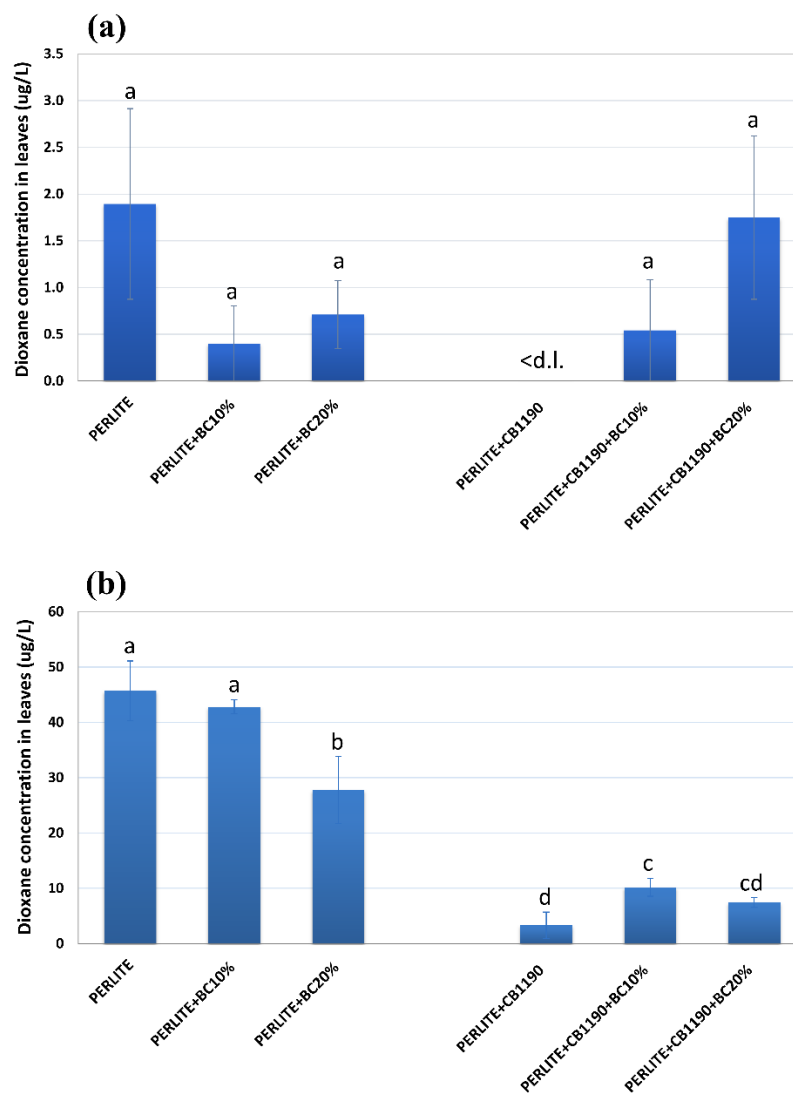 (a)
Dioxane concentration in leaves (ug/L)
3.5
3.0
2.5
2.0
1.5
1.0
0.5
0.0
a
a
a
<d.l.
a
a
PERLITE
PERLITE+BC10%
PERLITE+BC20%
PERLITE+CB1190
PERLITE+CB1190+BC10%
PERLITE+CB1190+BC20%
(b)
Dioxane concentration in leaves (ug/L)
60
50
40
30
20
10
0
a
a
b
d
c
cd
PERLITE
PERLITE+BC10%
PERLITE+BC20%
PERLITE+CB1190
PERLITE+CB1190+BC10%
PERLITE+CB1190+BC20%